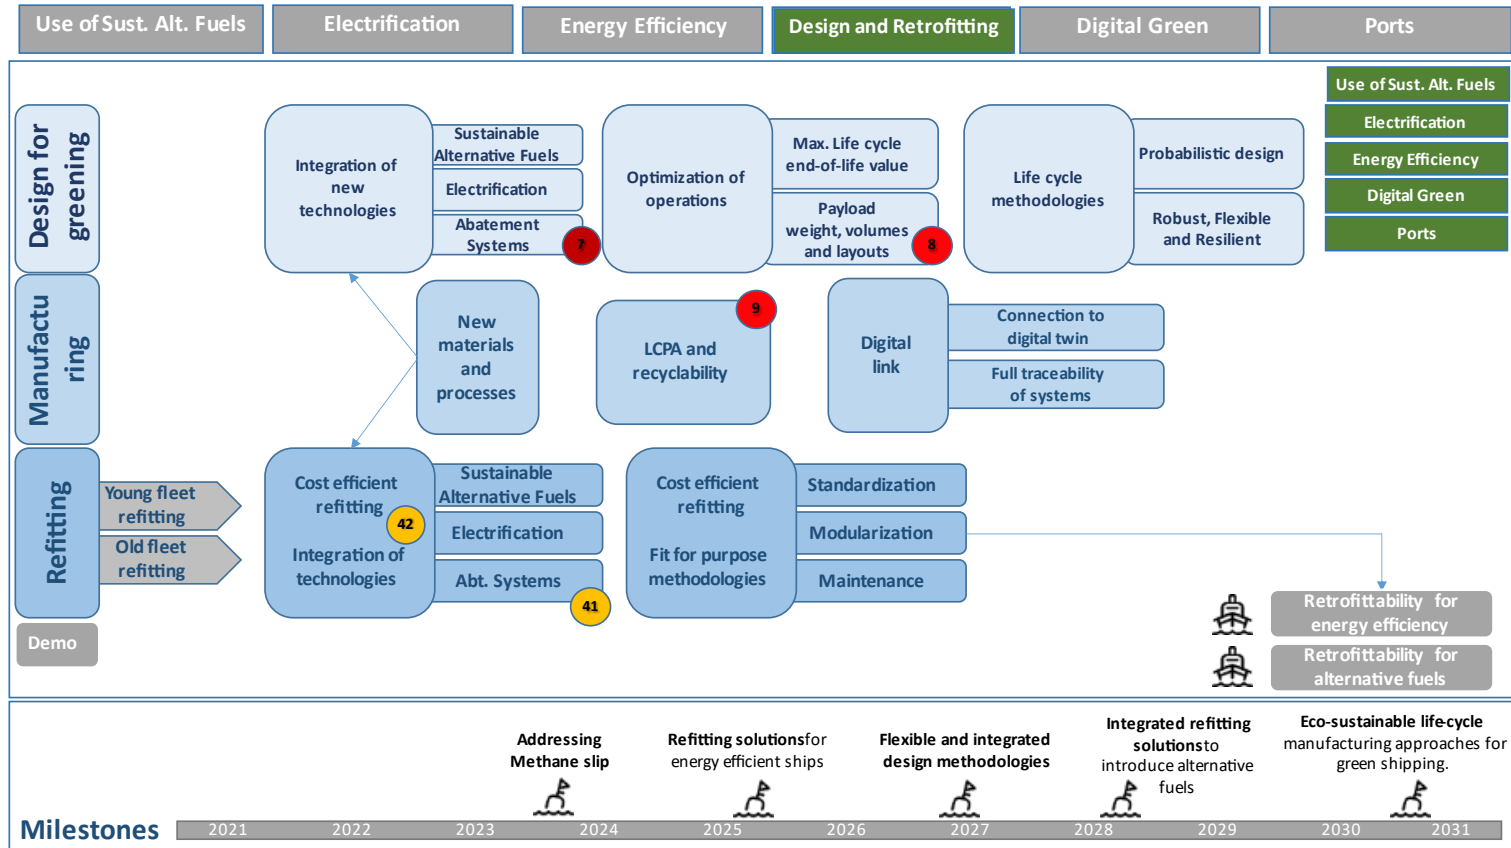 Use of Sust. Alt. Fuels
Electrification
Energy Efficiency
Design and Retrofitting
Digital Green
Ports
Use of Sust. Alt. Fuels
Electrification
Energy Efficiency
Digital Green
Ports
Design for
greening
Integration of
new
technologies
Sustainable
Alternative Fuels
Electrification
Abatement
Systems
7
Optimization of
operations
Max. Life cycle
end-of-life value
Payload
weight, volumes
and layouts
8
Life cycle
methodologies
Probabilistic design
Robust, Flexible
and Resilient
Manufactu
ring
New
materials
and
processes
LCPA and
recyclability
9
Digital
link
Connection to
digital twin
Full traceability
of systems
Refitting
Young fleet
refitting
Old fleet
refitting
Cost efficient
refitting
42
Integration of
technologies
Sustainable
Alternative Fuels
Electrification
Abt. Systems
41
Cost efficient
refitting
Fit for purpose
methodologies
Standardization
Modularization
Maintenance
Retrofittability for
energy efficiency
Retrofittability for
alternative fuels
Demo
Addressing
Methane slip
Refitting solutions for
energy efficient ships
Flexible and integrated
design methodologies
Integrated refitting
solutions to
introduce alternative
fuels
Eco-sustainable life-cycle
manufacturing approaches for
green shipping.
Milestones
2021
2022
2023
2024
2025
2026
2027
2028
2029
2030
2031